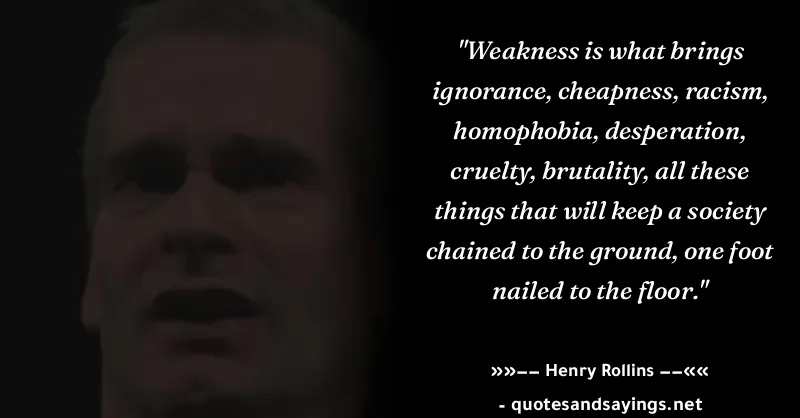 "Weakness is what brings
ignorance, cheapness, racism,
homophobia, desperation,
cruelty, brutality, all these
things that will keep a society
chained to the ground, one foot
nailed to the floor."
»»−− Henry Rollins −−««
- quotesandsayings.net